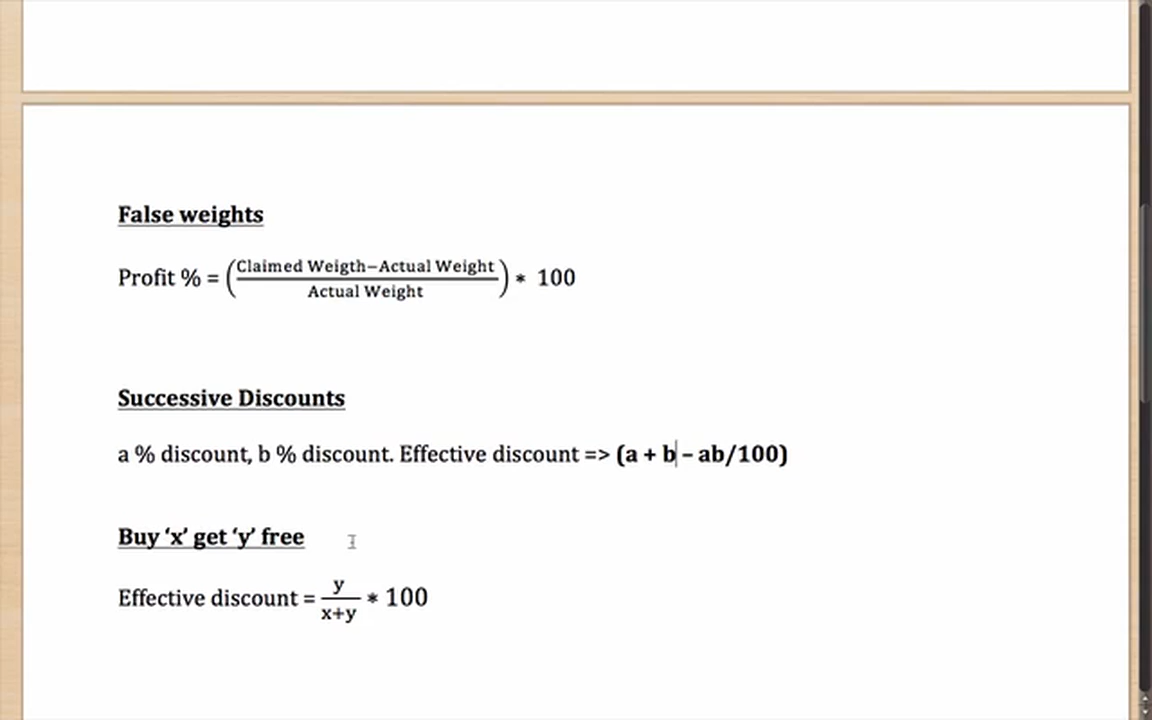 False weights
Profit % = (Claimed Weigth−Actual Weight / Actual Weight) * 100
Successive Discounts
a % discount, b % discount. Effective discount => (a + b – ab/100)
Buy ‘x’ get ‘y’ free
Effective discount = y / x+y * 100